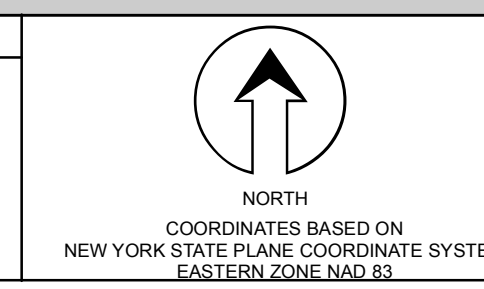 NORTH
COORDINATES BASED ON
NEW YORK STATE PLANE COORDINATE SYSTE
EASTERN ZONE NAD 83